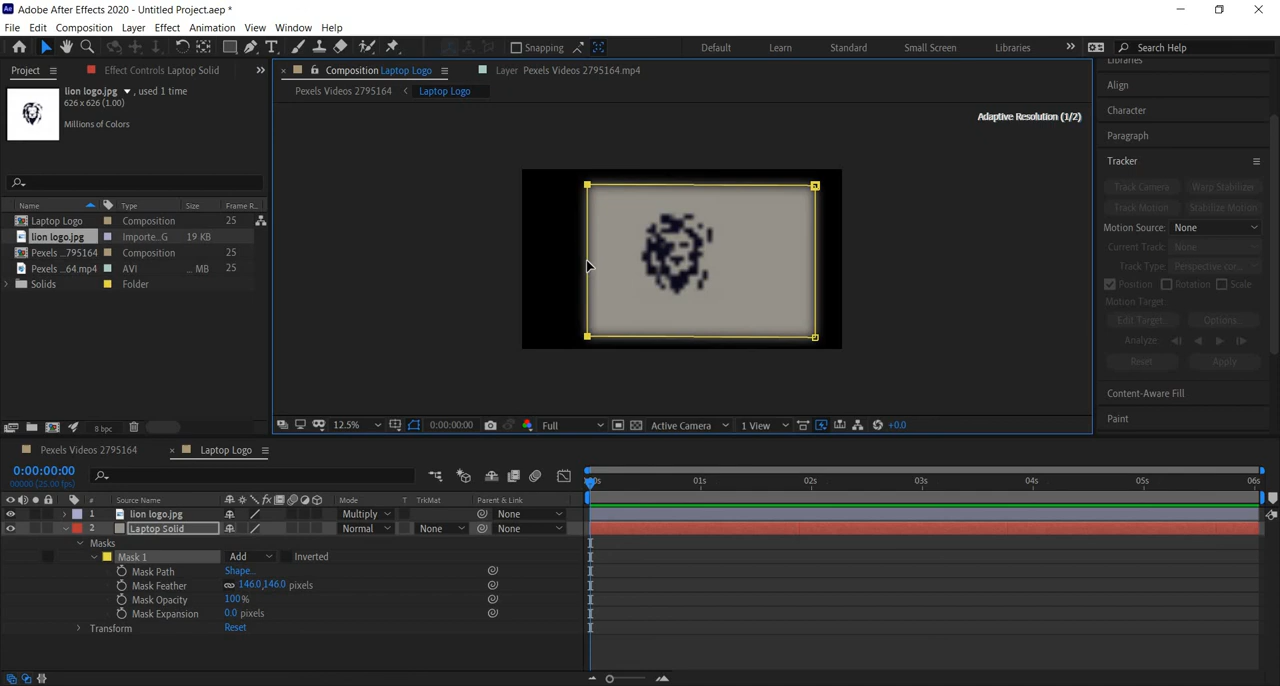 Adobe After Effects 2020 - Untitled Project.aep *
File Edit Composition Layer Effect Animation View Window Help
Snapping Default Learn Standard Small Screen Libraries Search Help
Project Effect Controls Laptop Solid
Composition Laptop Logo Layer Pexels Videos 2795164.mp4
Pexels Videos 2795164 Laptop Logo
lion logo.jpg , used 1 time
626 x 626 (1.00)
Millions of Colors
Adaptive Resolution (1/2)
Name Type Size Frame R...
Laptop Logo Composition 25
lion logo.jpg Importe...G 19 KB
Pexels ...795164 Composition 25
Pexels ...64.mp4 AVI ... MB 25
Solids Folder
8 bpc
12.5% 0:00:00:00 Full Active Camera 1 View +0.0
Libraries
Align
Character
Paragraph
Tracker
Track Camera Warp Stabilizer
Track Motion Stabilize Motion
Motion Source: None
Current Track: None
Track Type: Perspective cor...
Position Rotation Scale
Motion Target:
Edit Target... Options...
Analyze:
Reset Apply
Content-Aware Fill
Paint
Pexels Videos 2795164 Laptop Logo
0:00:00:00
00000 (25.00 fps)
# Source Name Mode T TrkMat Parent & Link
:00s 01s 02s 03s 04s 05s 06s
1 lion logo.jpg Multiply None
2 Laptop Solid Normal None None
Masks
Mask 1 Add Inverted
Mask Path Shape...
Mask Feather 146.0,146.0 pixels
Mask Opacity 100%
Mask Expansion 0.0 pixels
Transform Reset